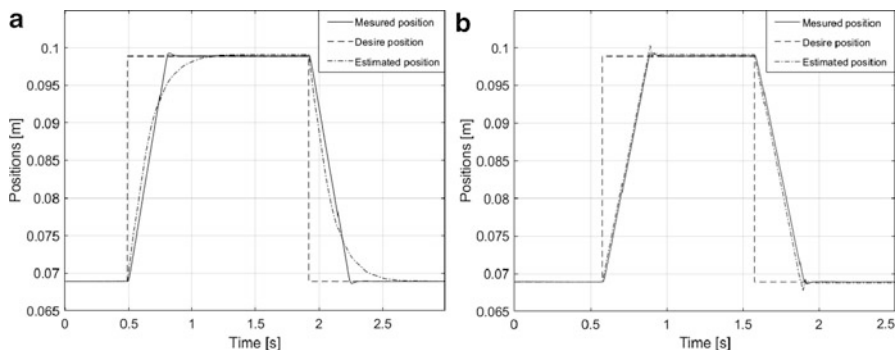 a
Mesured position
Desire position
Estimated position
0.1
0.095
0.09
0.085
0.08
0.075
0.07
0.065
Positions [m]
0 0.5 1 1.5 2 2.5
Time [s]
b
Mesured position
Desire position
Estimated position
0.1
0.095
0.09
0.085
0.08
0.075
0.07
0.065
Positions [m]
0 0.5 1 1.5 2 2.5
Time [s]